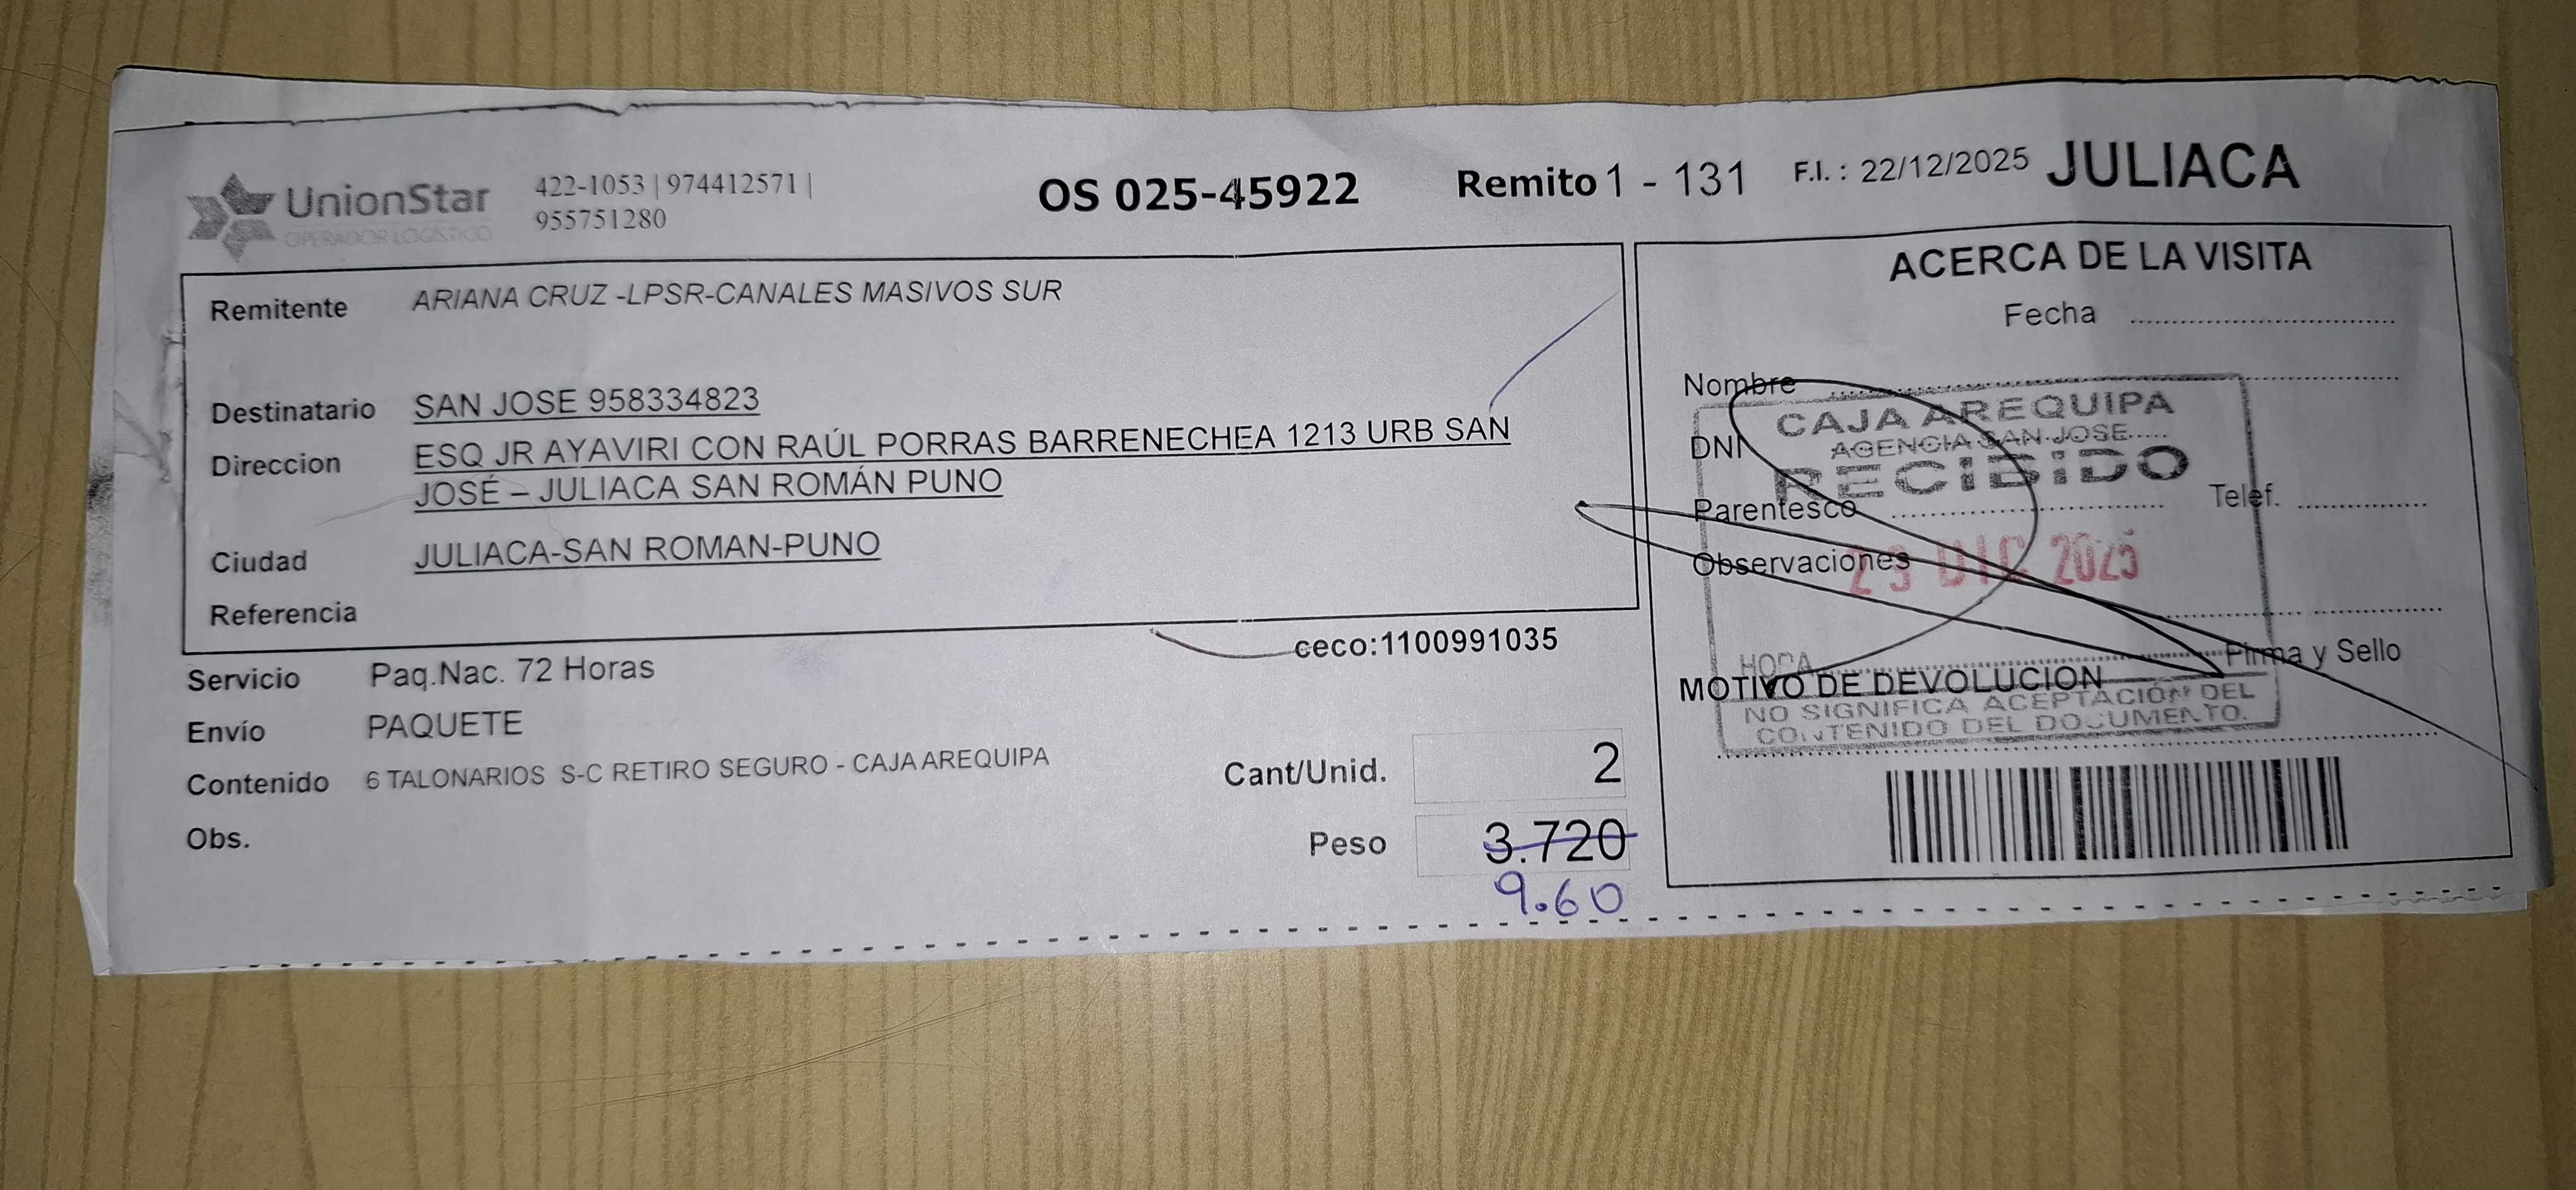 UnionStar
OPERADOR LOGÍSTICO
422-1053 | 974412571 |
955751280
OS 025-45922
Remito 1 - 131
F.I. : 22/12/2025
JULIACA
Remitente ARIANA CRUZ -LPSR-CANALES MASIVOS SUR
Destinatario SAN JOSE 958334823
Direccion ESQ JR AYAVIRI CON RAÚL PORRAS BARRENECHEA 1213 URB SAN
JOSÉ – JULIACA SAN ROMÁN PUNO
Ciudad JULIACA-SAN ROMAN-PUNO
Referencia
ceco:1100991035
Servicio Paq.Nac. 72 Horas
Envío PAQUETE
Contenido 6 TALONARIOS S-C RETIRO SEGURO - CAJA AREQUIPA
Obs.
Cant/Unid. 2
Peso 3.720
9.60
ACERCA DE LA VISITA
Fecha
Nombre
DNI
Parentesco
Telef.
Observaciones
Firma y Sello
MOTIVO DE DEVOLUCION
CAJA AREQUIPA
AGENCIA SAN JOSE
RECIBIDO
DIC 2025
HORA
NO SIGNIFICA ACEPTACIÓN DEL
CONTENIDO DEL DOCUMENTO.